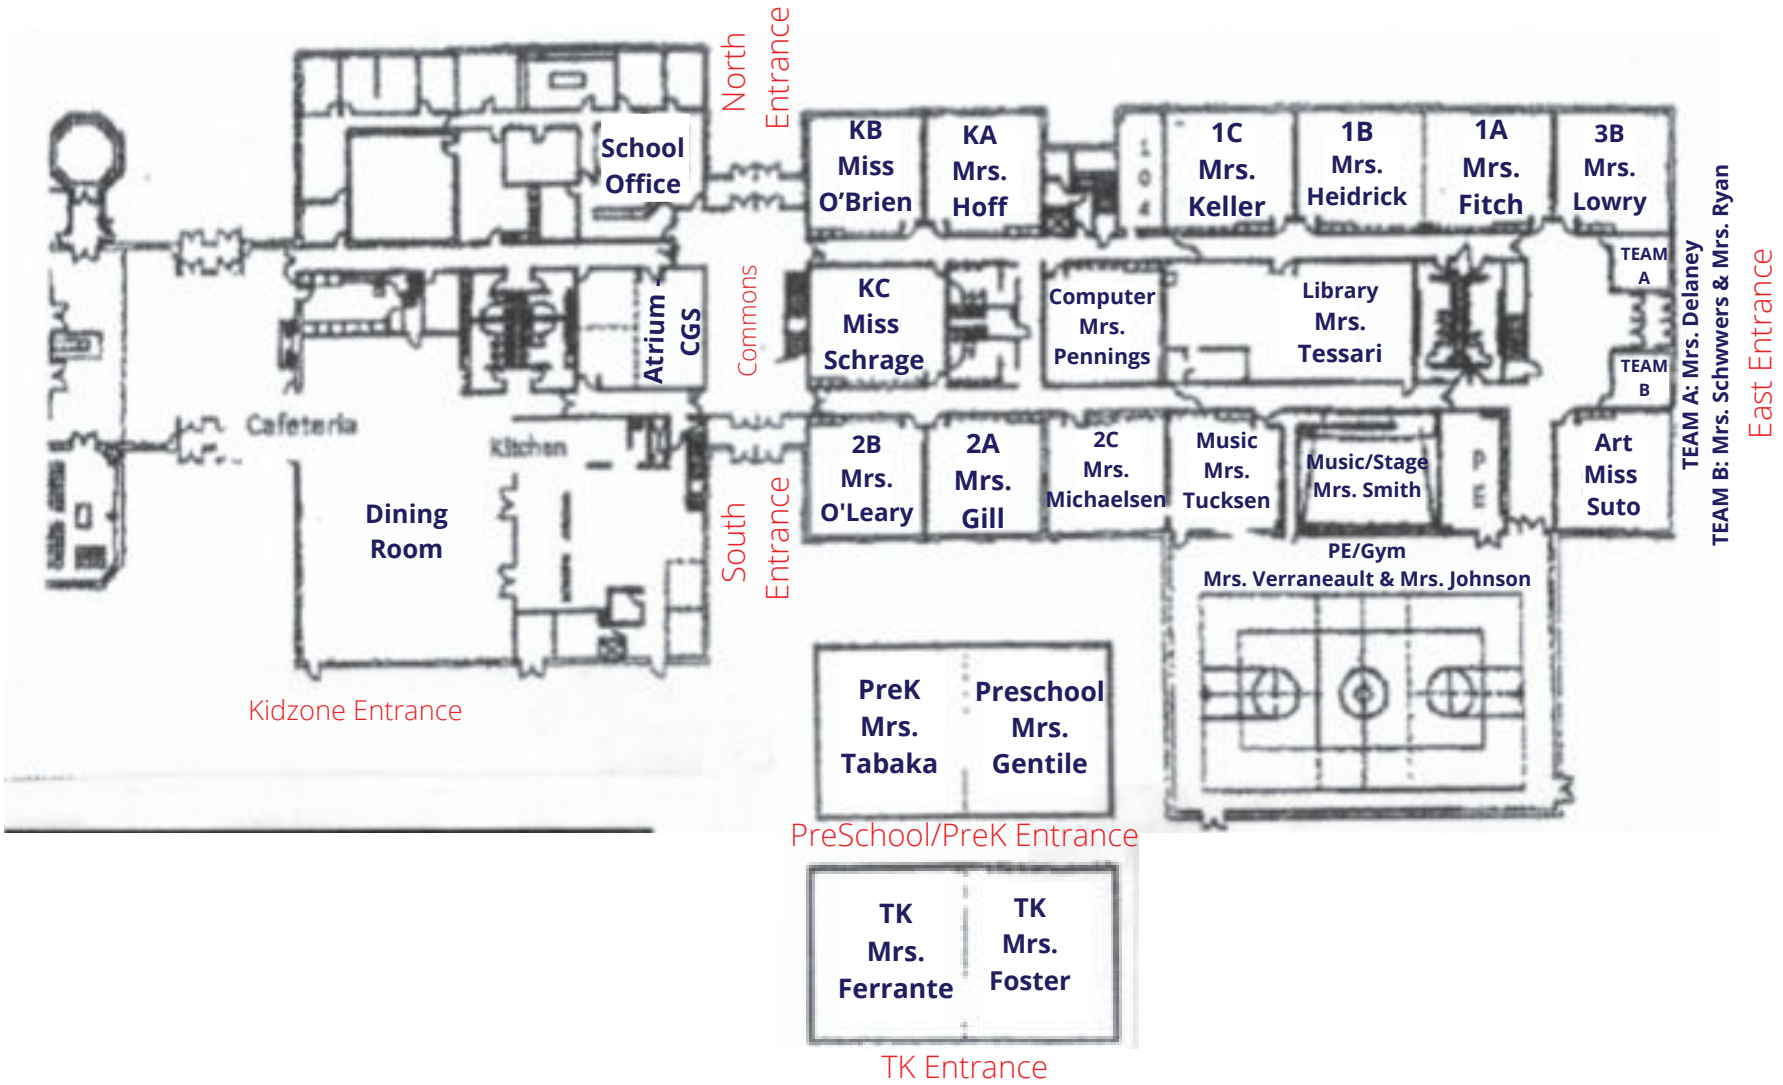 North
Entrance
School
Office
KB
Miss
O’Brien
KA
Mrs.
Hoff
1
0
4
1C
Mrs.
Keller
1B
Mrs.
Heidrick
1A
Mrs.
Fitch
3B
Mrs.
Lowry
TEAM
A
TEAM
B
TEAM A: Mrs. Delaney
TEAM B: Mrs. Schwwers & Mrs. Ryan
East Entrance
Atrium -
CGS
Commons
KC
Miss
Schrage
Computer
Mrs.
Pennings
Library
Mrs.
Tessari
Cafeteria
Kitchen
Dining
Room
South
Entrance
2B
Mrs.
O'Leary
2A
Mrs.
Gill
2C
Mrs.
Michaelsen
Music
Mrs.
Tucksen
Music/Stage
Mrs. Smith
Art
Miss
Suto
PE/Gym
Mrs. Verraneault & Mrs. Johnson
Kidzone Entrance
PreK
Mrs.
Tabaka
Preschool
Mrs.
Gentile
PreSchool/PreK Entrance
TK
Mrs.
Ferrante
TK
Mrs.
Foster
TK Entrance